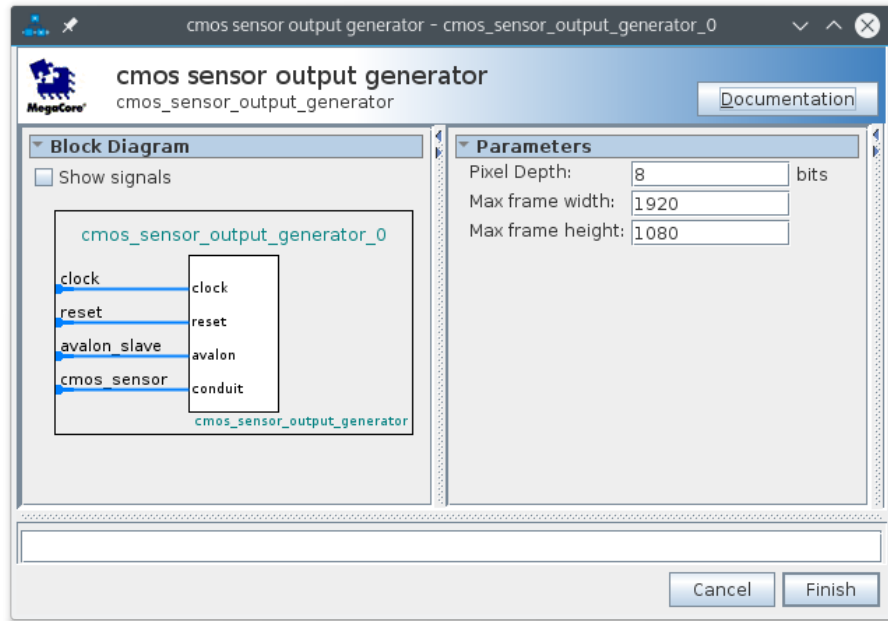 cmos sensor output generator – cmos_sensor_output_generator_0
cmos sensor output generator
cmos_sensor_output_generator
MegaCore®
Documentation
Block Diagram
Show signals
cmos_sensor_output_generator_0
clock
clock
reset
reset
avalon_slave
avalon
cmos_sensor
conduit
cmos_sensor_output_generator
Parameters
Pixel Depth: 8 bits
Max frame width: 1920
Max frame height: 1080
Cancel Finish